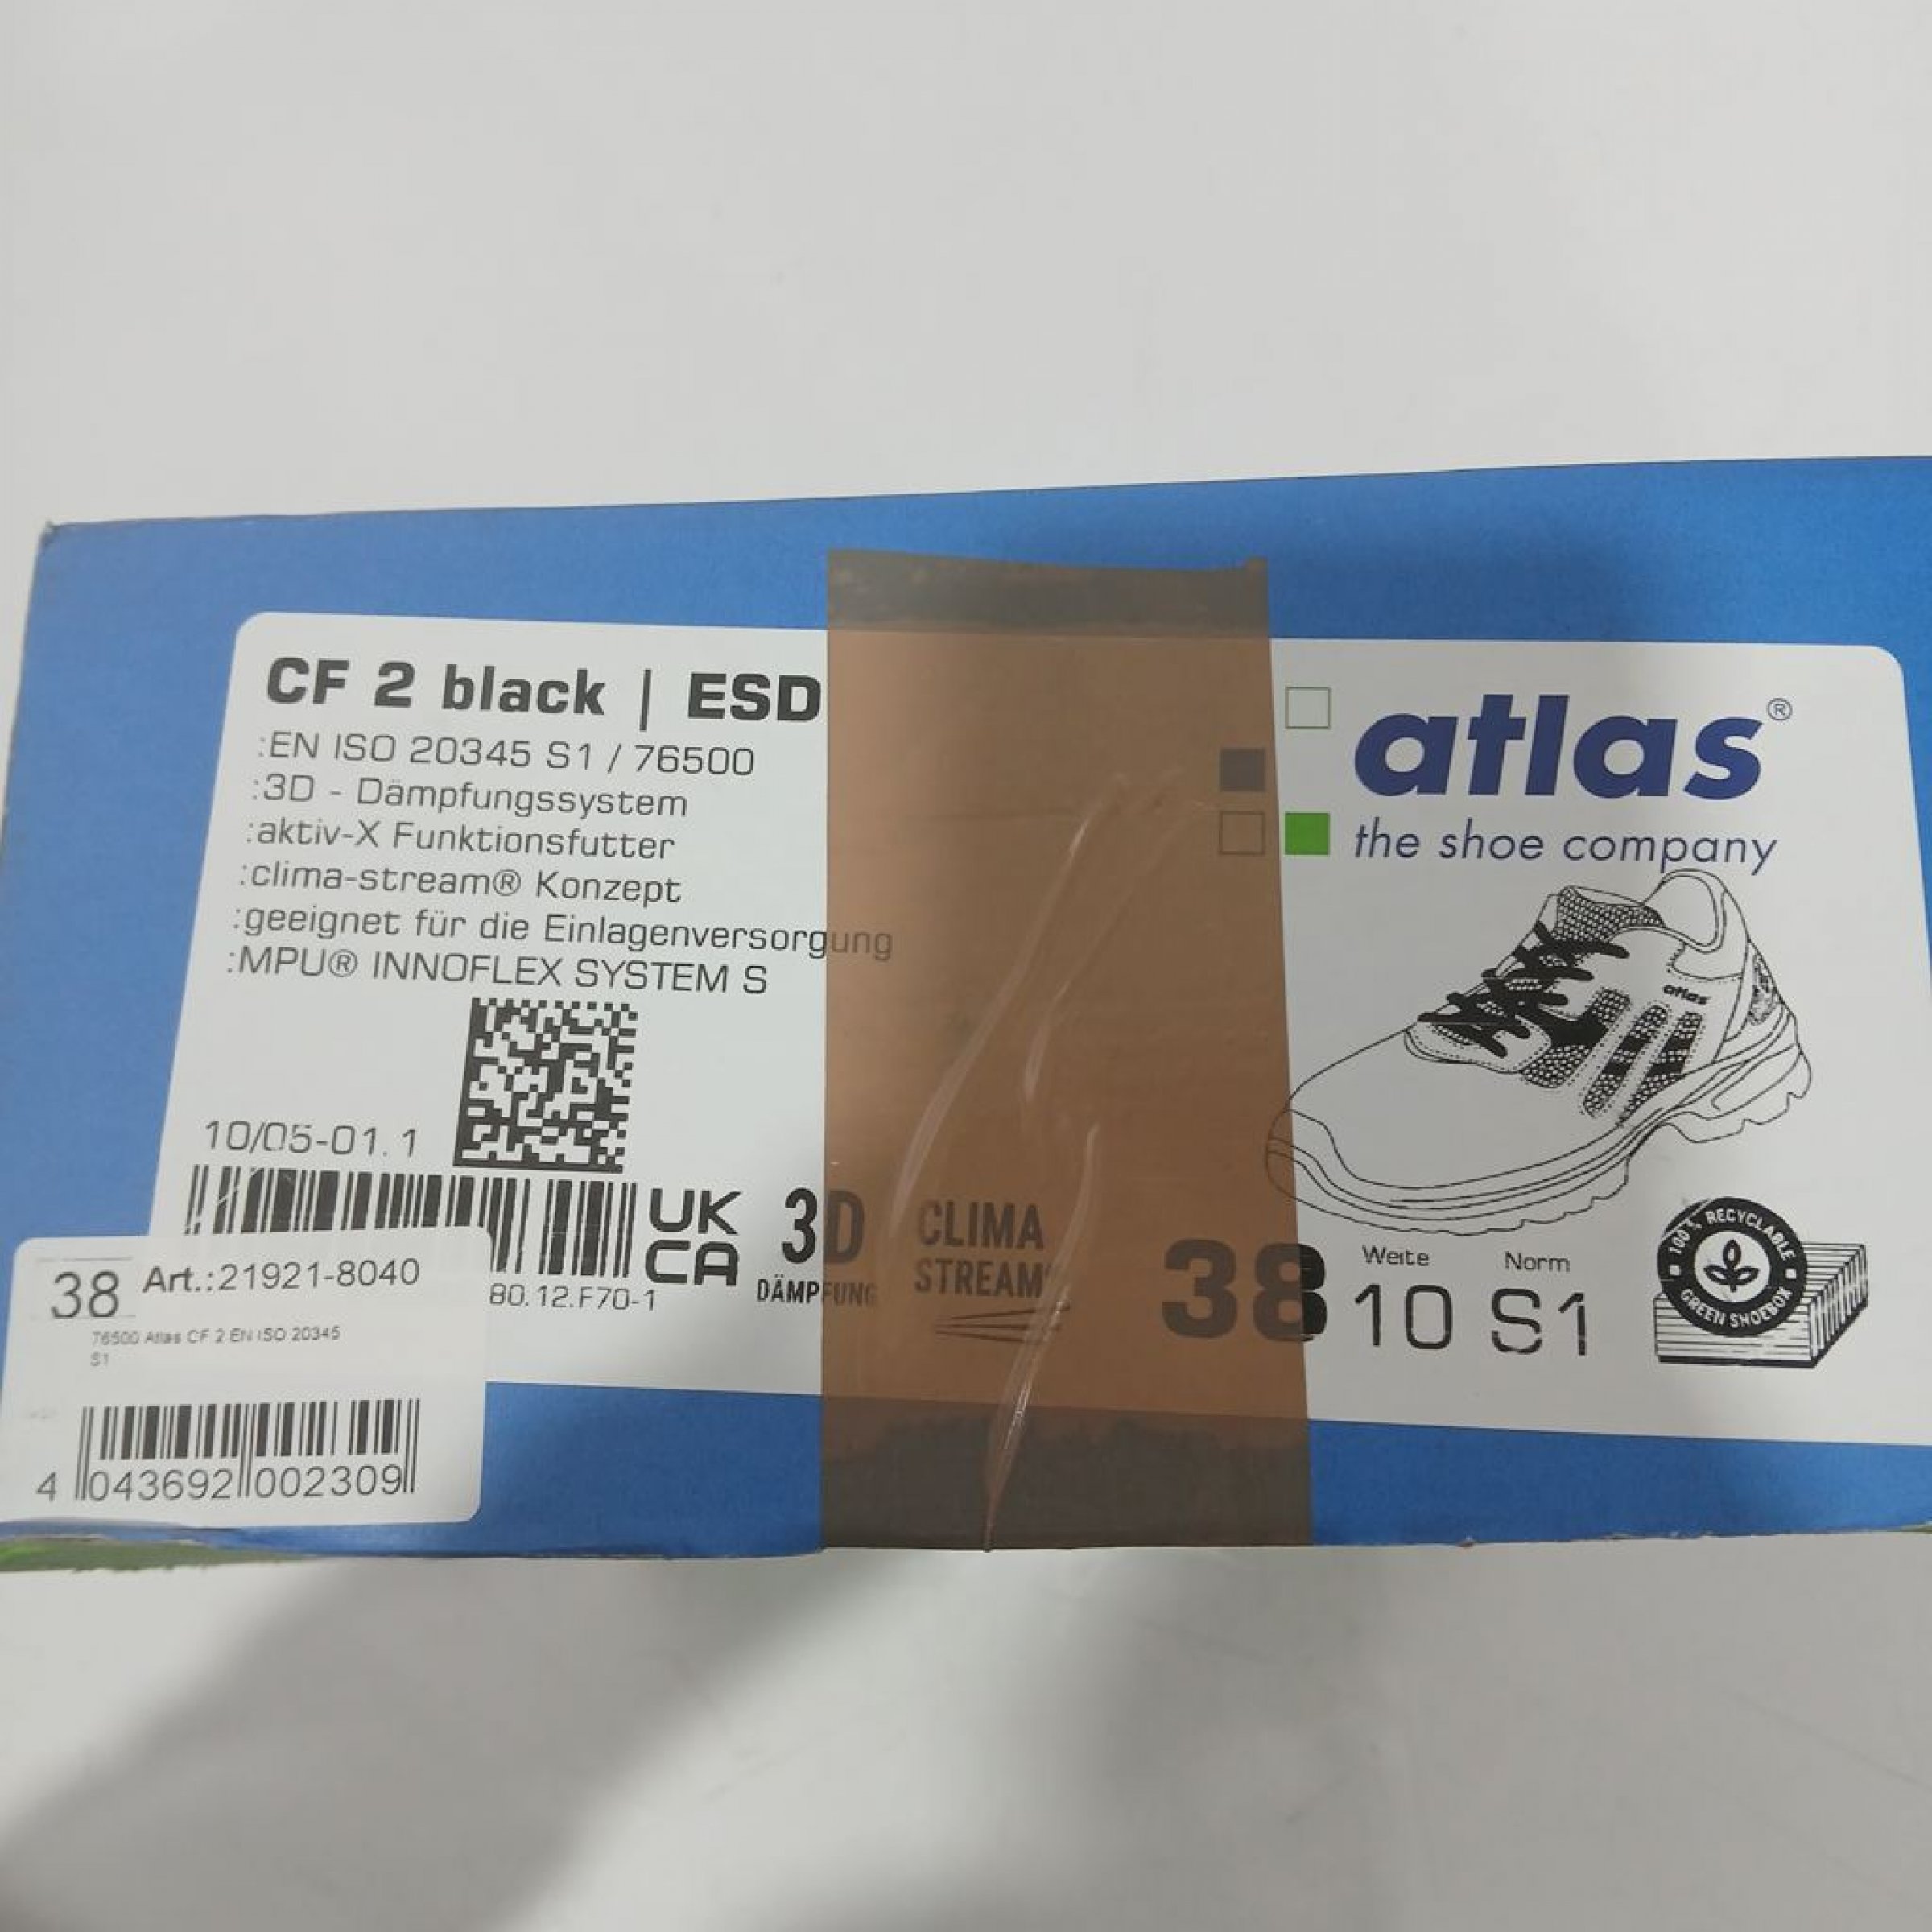 CF 2 black | ESD
:EN ISO 20345 S1 / 76500
:3D - Dämpfungssystem
:aktiv-X Funktionsfutter
:clima-stream® Konzept
:geeignet für die Einlagenversorgung
:MPU® INNOFLEX SYSTEM S
10/05-01.1
80.12.F70-1
UK
CA
3D
DÄMPFUNG
CLIMA
STREAM
atlas®
the shoe company
atlas
38
Weite
10
Norm
S1
100% RECYCLABLE
GREEN SHOEBOX
38 Art.:21921-8040
76500 Atlas CF 2 EN ISO 20345
S1
4 043692 002309